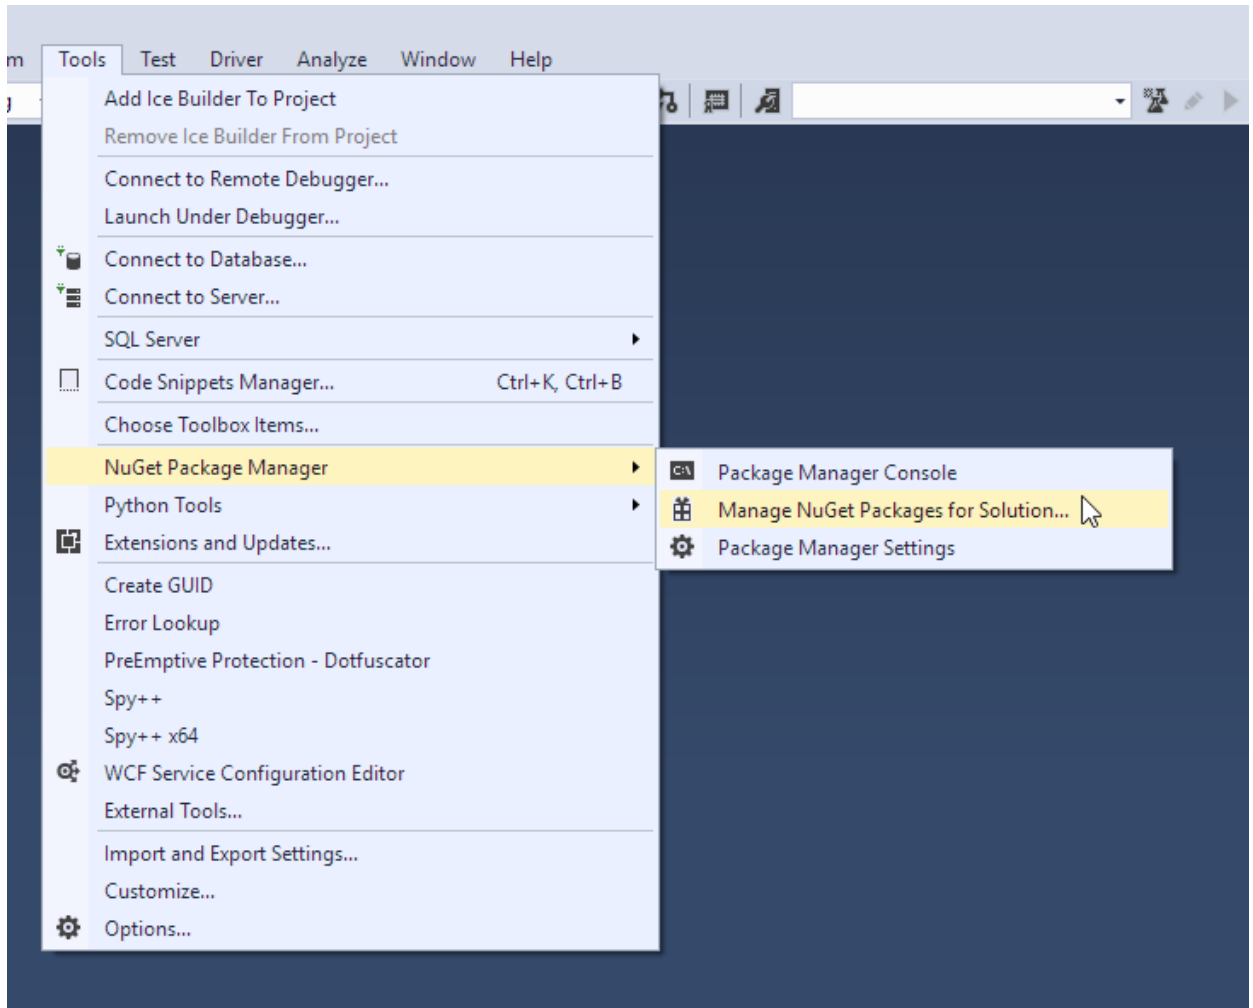 m Tools Test Driver Analyze Window Help
Add Ice Builder To Project
Remove Ice Builder From Project
Connect to Remote Debugger...
Launch Under Debugger...
Connect to Database...
Connect to Server...
SQL Server
Code Snippets Manager... Ctrl+K, Ctrl+B
Choose Toolbox Items...
NuGet Package Manager
Python Tools
Extensions and Updates...
Create GUID
Error Lookup
PreEmptive Protection - Dotfuscator
Spy++
Spy++ x64
WCF Service Configuration Editor
External Tools...
Import and Export Settings...
Customize...
Options...
C:\ Package Manager Console
Manage NuGet Packages for Solution...
Package Manager Settings